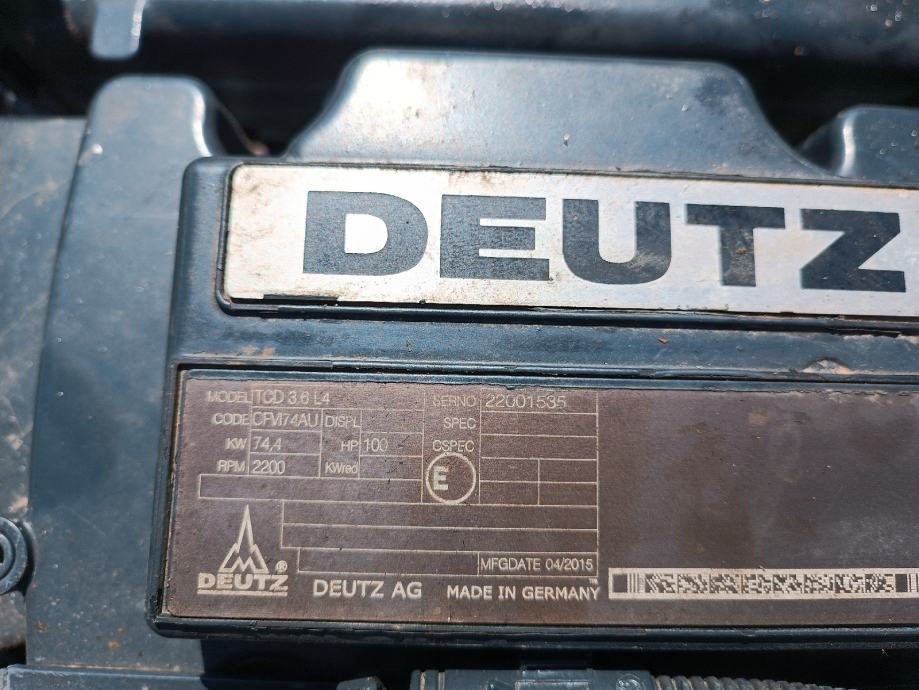 DEUTZ
MODEL TCD 3.6 L4 SERNO 22001535
CODE CFM74AU DISPL SPEC
KW 74,4 HP 100 CSPEC
RPM 2200 KWred E
MFGDATE 04/2015
DEUTZ® DEUTZ AG MADE IN GERMANY